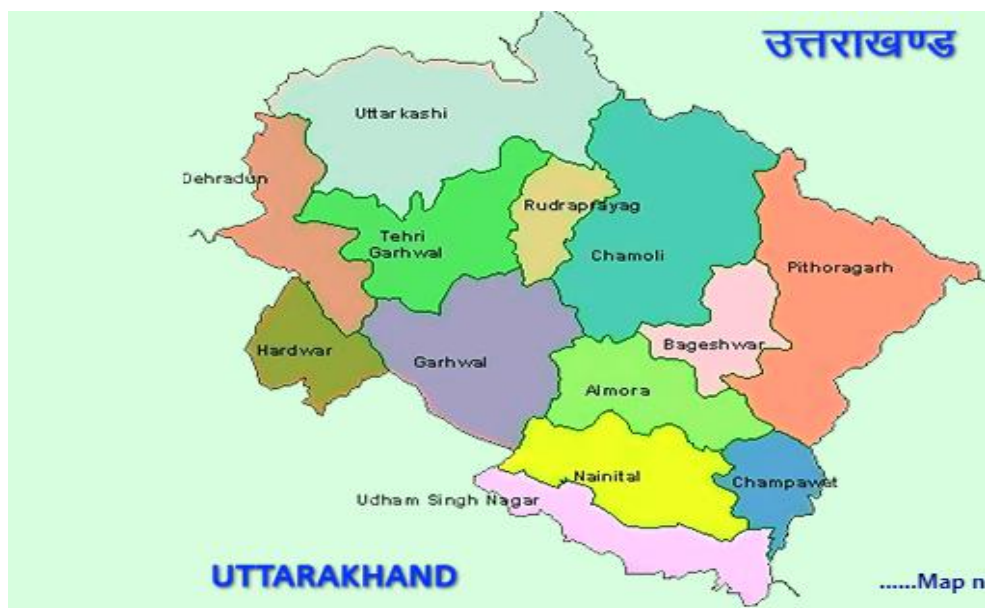 उत्तराखण्ड
Uttarkashi
Dehradun
Rudraprayag
Tehri
Garhwal
Chamoli
Pithoragarh
Bageshwar
Hardwar
Garhwal
Almora
Nainital
Champawet
Udham Singh Nagar
UTTARAKHAND
......Map n